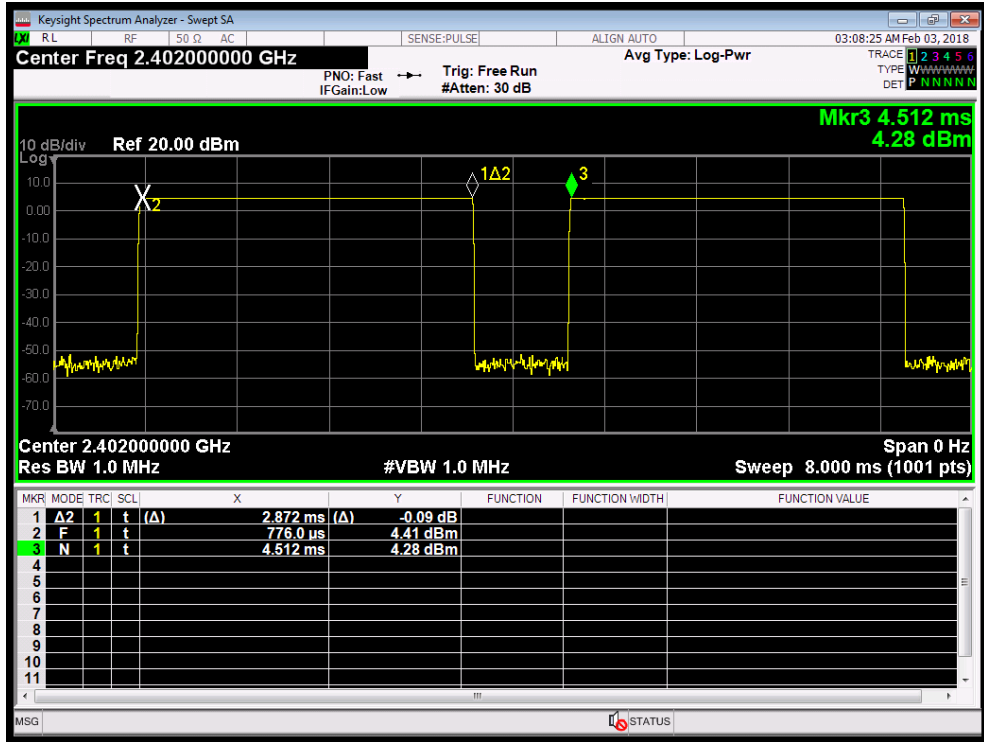 Keysight Spectrum Analyzer - Swept SA
LXI RL RF 50 Ω AC SENSE:PULSE ALIGN AUTO 03:08:25 AM Feb 03, 2018
Center Freq 2.402000000 GHz Avg Type: Log-Pwr TRACE 1 2 3 4 5 6
PNO: Fast Trig: Free Run TYPE WWWWWW
IFGain:Low #Atten: 30 dB DET P N N N N N
Mkr3 4.512 ms
10 dB/div Ref 20.00 dBm 4.28 dBm
Log
10.0
0.00
-10.0
-20.0
-30.0
-40.0
-50.0
-60.0
-70.0
1Δ2
2
3
Center 2.402000000 GHz Span 0 Hz
Res BW 1.0 MHz #VBW 1.0 MHz Sweep 8.000 ms (1001 pts)
MKR MODE TRC SCL X Y FUNCTION FUNCTION WIDTH FUNCTION VALUE
1 Δ2 1 t (Δ) 2.872 ms (Δ) -0.09 dB
2 F 1 t 776.0 µs 4.41 dBm
3 N 1 t 4.512 ms 4.28 dBm
4
5
6
7
8
9
10
11
MSG STATUS